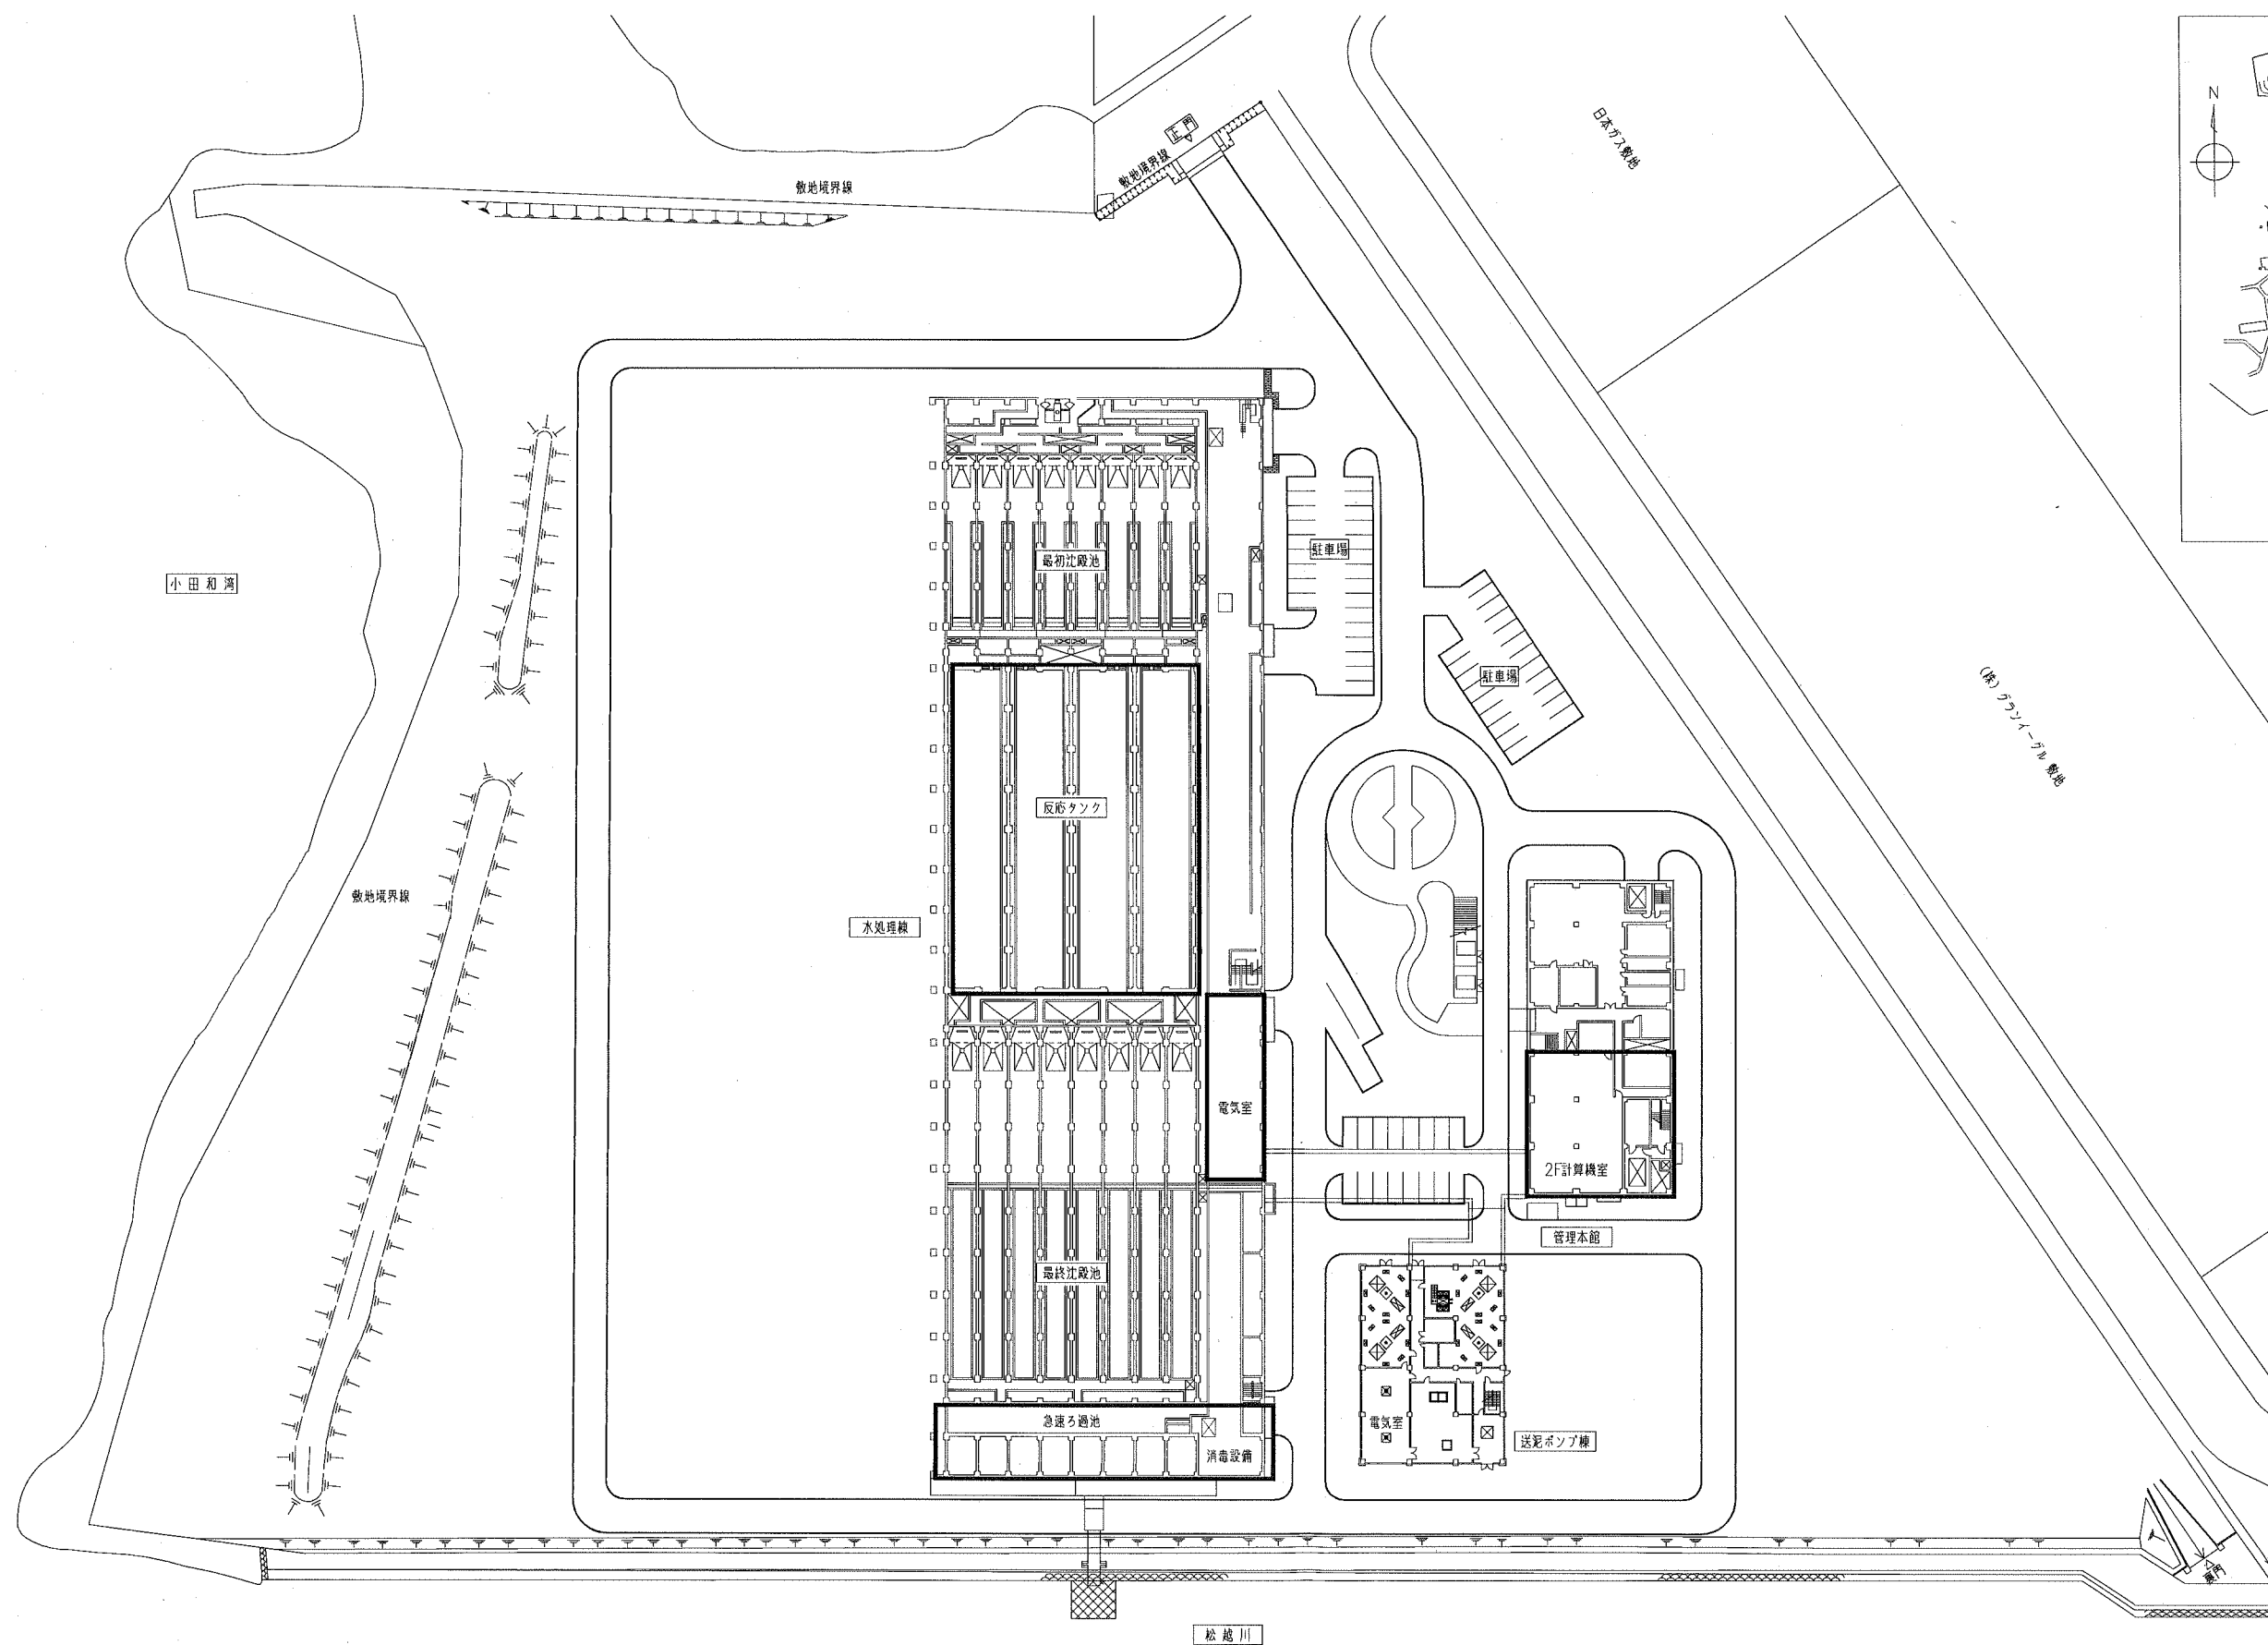 N
正門
敷地境界線
敷地境界線
日本ガス敷地
小田和湾
最初沈殿池
駐車場
駐車場
(株)グランイーグル敷地
反応タンク
敷地境界線
水処理棟
電気室
2F計算機室
管理本館
最終沈殿池
急速ろ過池
電気室
送泥ポンプ棟
消毒設備
裏門
松越川